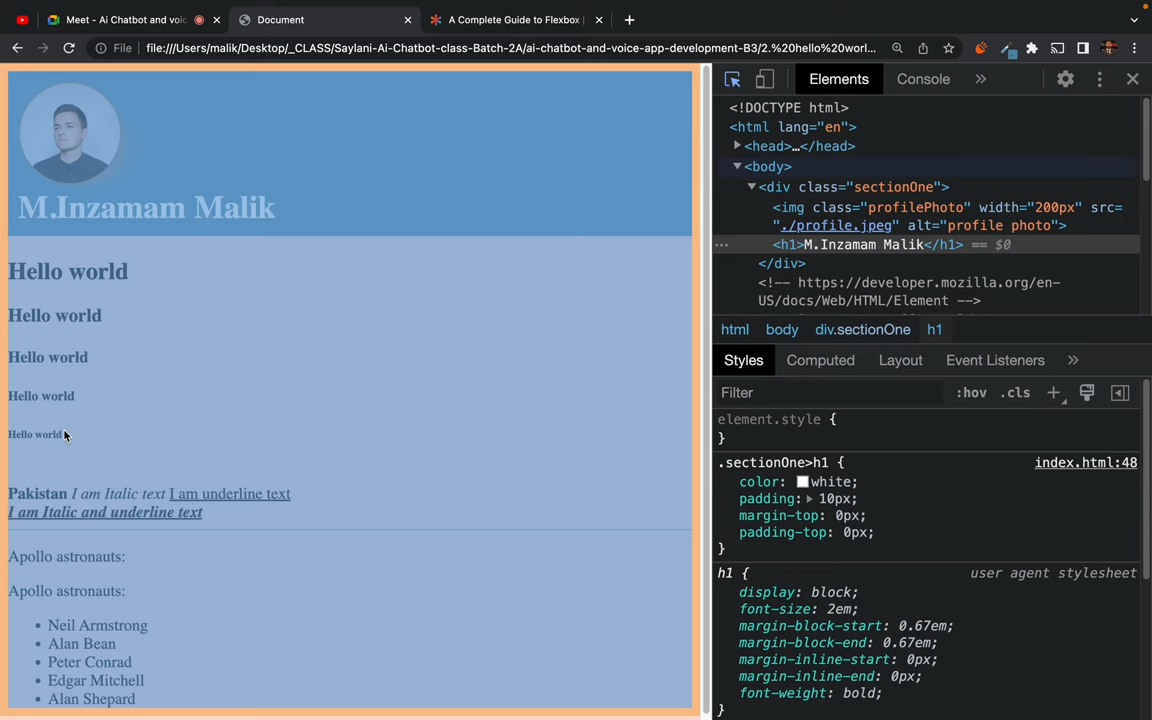 Meet - Ai Chatbot and voic
Document
A Complete Guide to Flexbox
File
file:///Users/malik/Desktop/_CLASS/Saylani-Ai-Chatbot-class-Batch-2A/ai-chatbot-and-voice-app-development-B3/2.%20hello%20worl...
M.Inzamam Malik
Hello world
Hello world
Hello world
Hello world
Hello world
Pakistan I am Italic text I am underline text
I am Italic and underline text
Apollo astronauts:
Apollo astronauts:
• Neil Armstrong
• Alan Bean
• Peter Conrad
• Edgar Mitchell
• Alan Shepard
Elements
Console
<!DOCTYPE html>
<html lang="en">
<head>…</head>
<body>
<div class="sectionOne">
<img class="profilePhoto" width="200px" src=
"./profile.jpeg" alt="profile photo">
<h1>M.Inzamam Malik</h1> == $0
</div>
<!-- https://developer.mozilla.org/en-
US/docs/Web/HTML/Element -->
html body div.sectionOne h1
Styles Computed Layout Event Listeners
Filter
:hov .cls
element.style {
}
.sectionOne>h1 {
index.html:48
color: white;
padding: 10px;
margin-top: 0px;
padding-top: 0px;
}
h1 {
user agent stylesheet
display: block;
font-size: 2em;
margin-block-start: 0.67em;
margin-block-end: 0.67em;
margin-inline-start: 0px;
margin-inline-end: 0px;
font-weight: bold;
}